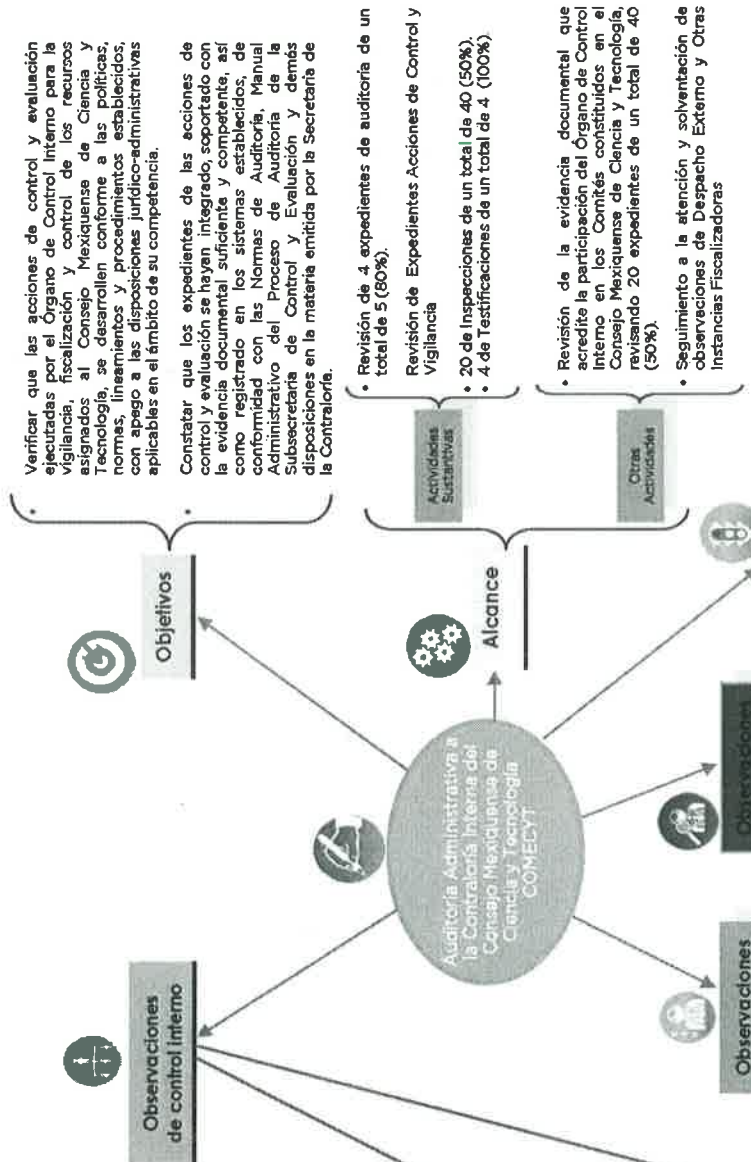 Observaciones
de control interno
Objetivos
• Verificar que las acciones de control y evaluación
ejecutadas por el Órgano de Control Interno para la
vigilancia, fiscalización y control de los recursos
asignados al Consejo Mexiquense de Ciencia y
Tecnología, se desarrollen conforme a las políticas,
normas, lineamientos y procedimientos establecidos,
con apego a las disposiciones jurídico-administrativas
aplicables en el ámbito de su competencia.
• Constatar que los expedientes de las acciones de
control y evaluación se hayan integrado, soportado con
la evidencia documental suficiente y competente, así
como registrado en los sistemas establecidos, de
conformidad con las Normas de Auditoría, Manual
Administrativo del Proceso de Auditoría de la
Subsecretaría de Control y Evaluación y demás
disposiciones en la materia emitida por la Secretaría de
la Contraloría.
Auditoría Administrativa a
la Contraloría Interna del
Consejo Mexiquense de
Ciencia y Tecnología
COMECYT
Alcance
Actividades
Sustantivas
• Revisión de 4 expedientes de auditoría de un
total de 5 (80%).
Revisión de Expedientes Acciones de Control y
Vigilancia
• 20 de Inspecciones de un total de 40 (50%).
• 4 de Testificaciones de un total de 4 (100%).
Otras
Actividades
• Revisión de la evidencia documental que
acredite la participación del Órgano de Control
Interno en los Comités constituidos en el
Consejo Mexiquense de Ciencia y Tecnología,
revisando 20 expedientes de un total de 40
(50%).
• Seguimiento a la atención y solventación de
observaciones de Despacho Externo y Otras
Instancias Fiscalizadoras
Observaciones
Observaciones